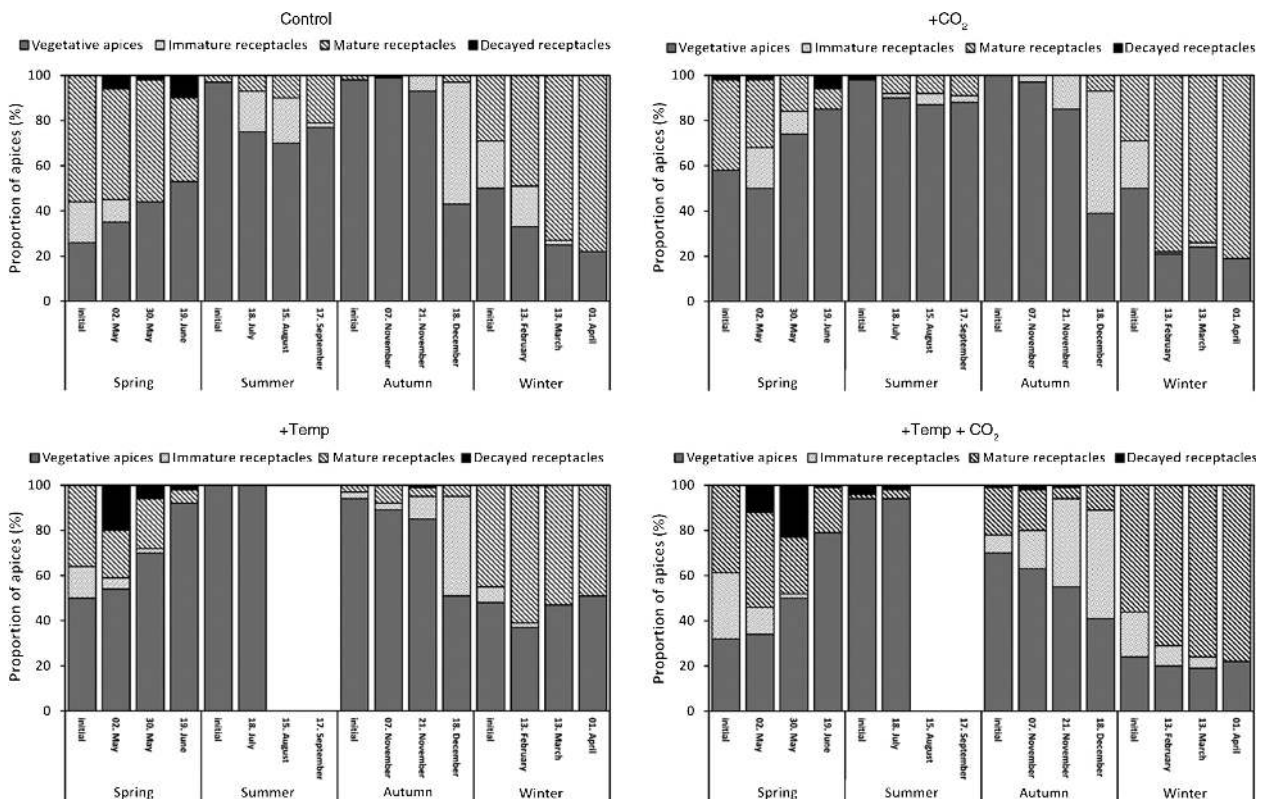 Control
Vegetative apices Immature receptacles Mature receptacles Decayed receptacles
Proportion of apices (%)
100
80
60
40
20
0
initial
02. May
30. May
19. June
initial
18. July
15. August
17. September
initial
07. November
21. November
18. December
initial
13. February
13. March
01. April
Spring Summer Autumn Winter
+CO₂
Vegetative apices Immature receptacles Mature receptacles Decayed receptacles
Proportion of apices (%)
100
80
60
40
20
0
initial
02. May
30. May
19. June
initial
18. July
15. August
17. September
initial
07. November
21. November
18. December
initial
13. February
13. March
01. April
Spring Summer Autumn Winter
+Temp
Vegetative apices Immature receptacles Mature receptacles Decayed receptacles
Proportion of apices (%)
100
80
60
40
20
0
initial
02. May
30. May
19. June
initial
18. July
15. August
17. September
initial
07. November
21. November
18. December
initial
13. February
13. March
01. April
Spring Summer Autumn Winter
+Temp + CO₂
Vegetative apices Immature receptacles Mature receptacles Decayed receptacles
Proportion of apices (%)
100
80
60
40
20
0
initial
02. May
30. May
19. June
initial
18. July
15. August
17. September
initial
07. November
21. November
18. December
initial
13. February
13. March
01. April
Spring Summer Autumn Winter